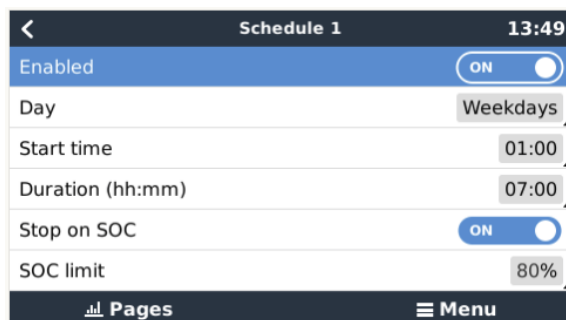 Schedule 1 13:49
Enabled ON
Day Weekdays
Start time 01:00
Duration (hh:mm) 07:00
Stop on SOC ON
SOC limit 80%
Pages Menu